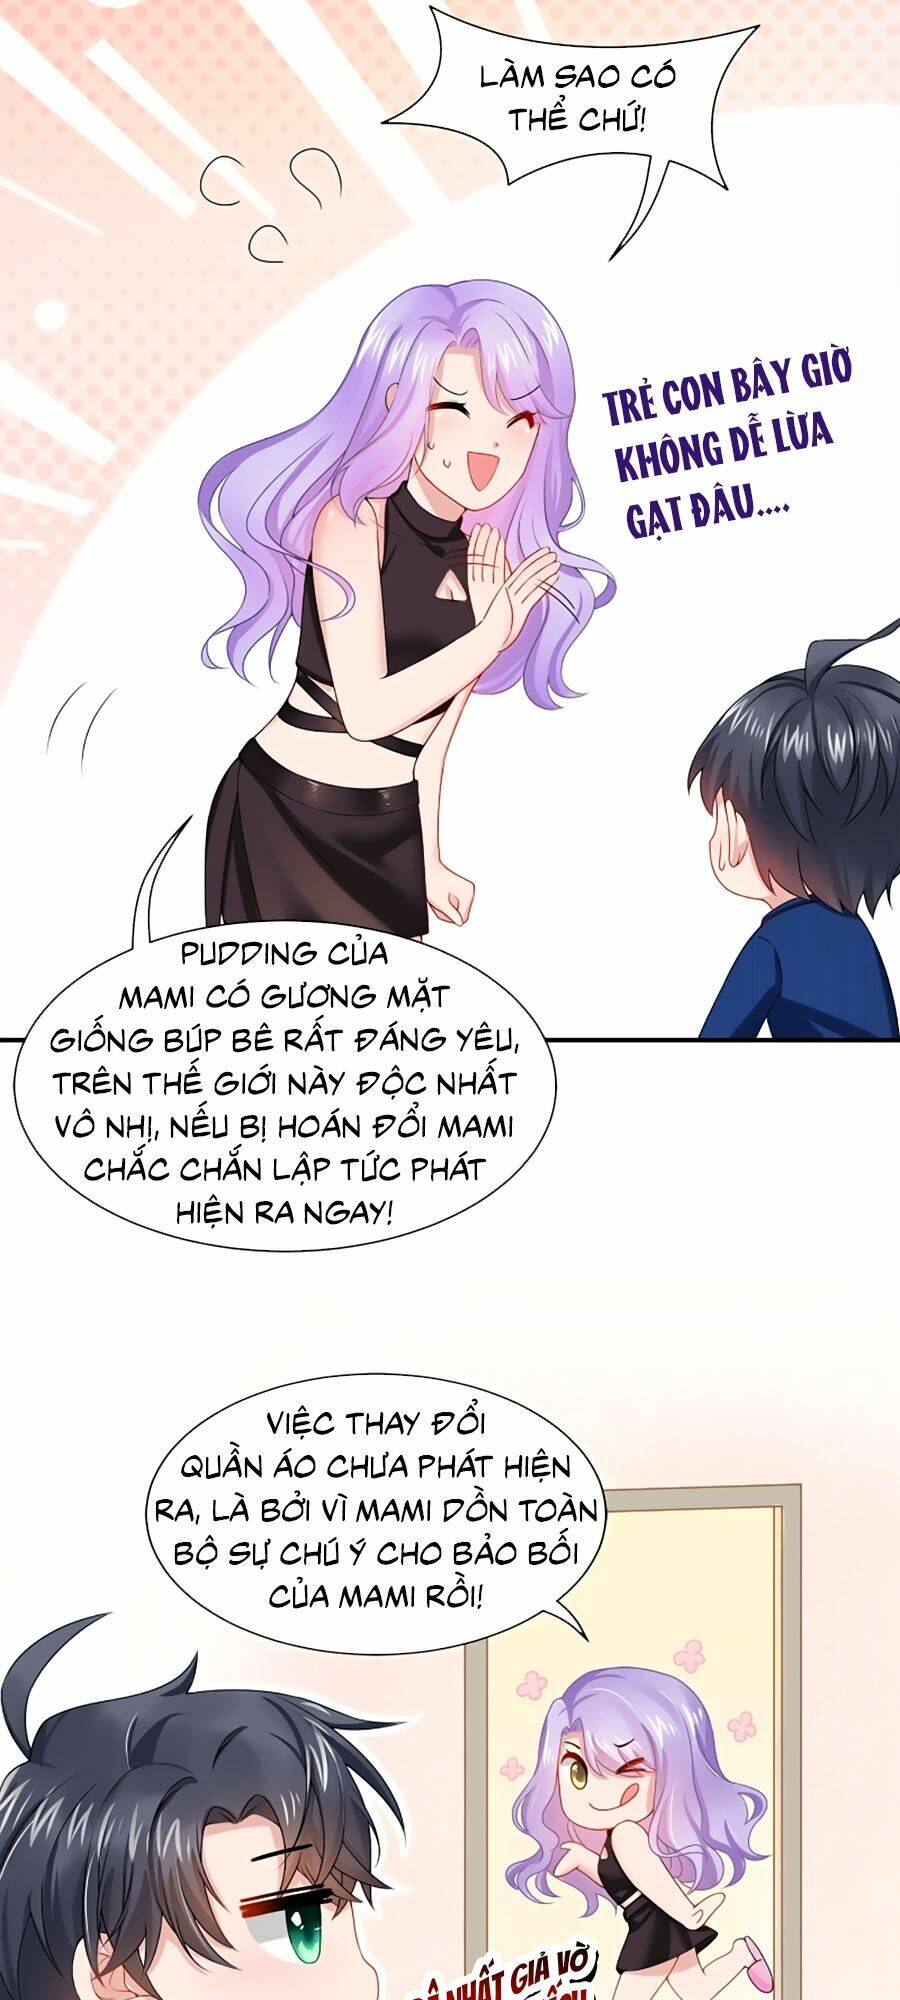 LÀM SAO CÓ
THỂ CHỨ!
TRẺ CON BÂY GIỜ
KHÔNG DỄ LỪA
GẠT ĐÂU....
PUDDING CỦA
MAMI CÓ GƯƠNG MẶT
GIỐNG BÚP BÊ RẤT ĐÁNG YÊU,
TRÊN THẾ GIỚI NÀY ĐỘC NHẤT
VÔ NHỊ, NẾU BỊ HOÁN ĐỔI MAMI
CHẮC CHẮN LẬP TỨC PHÁT
HIỆN RA NGAY!
VIỆC THAY ĐỔI
QUẦN ÁO CHƯA PHÁT HIỆN
RA, LÀ BỞI VÌ MAMI DỒN TOÀN
BỘ SỰ CHÚ Ý CHO BẢO BỐI
CỦA MAMI RỒI!
NHẤT GIẢ VỜ